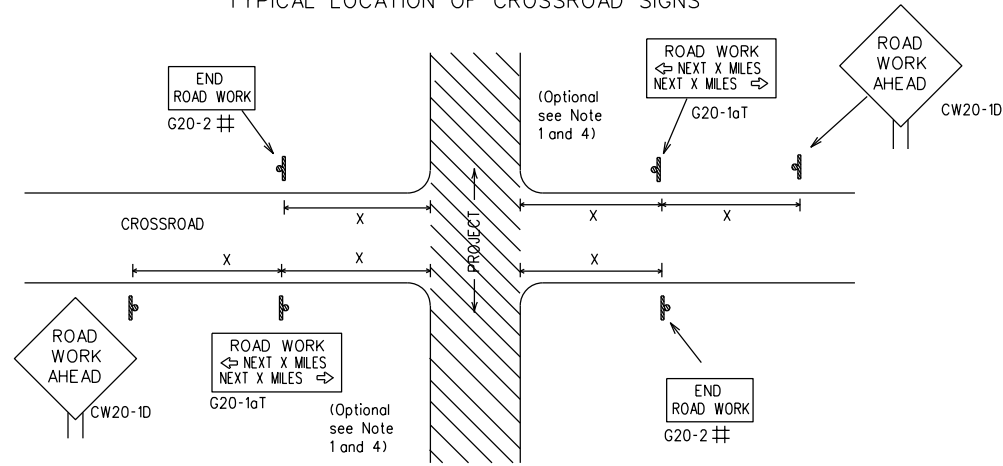 TYPICAL LOCATION OF CROSSROAD SIGNS
END
ROAD WORK
G20-2 #
(Optional
see Note
1 and 4)
ROAD WORK
⇦ NEXT X MILES
NEXT X MILES ⇨
G20-1aT
ROAD
WORK
AHEAD
CW20-1D
X
X
X
CROSSROAD
PROJECT
X
X
X
ROAD
WORK
AHEAD
CW20-1D
ROAD WORK
⇦ NEXT X MILES
NEXT X MILES ⇨
G20-1aT
(Optional
see Note
1 and 4)
END
ROAD WORK
G20-2 #